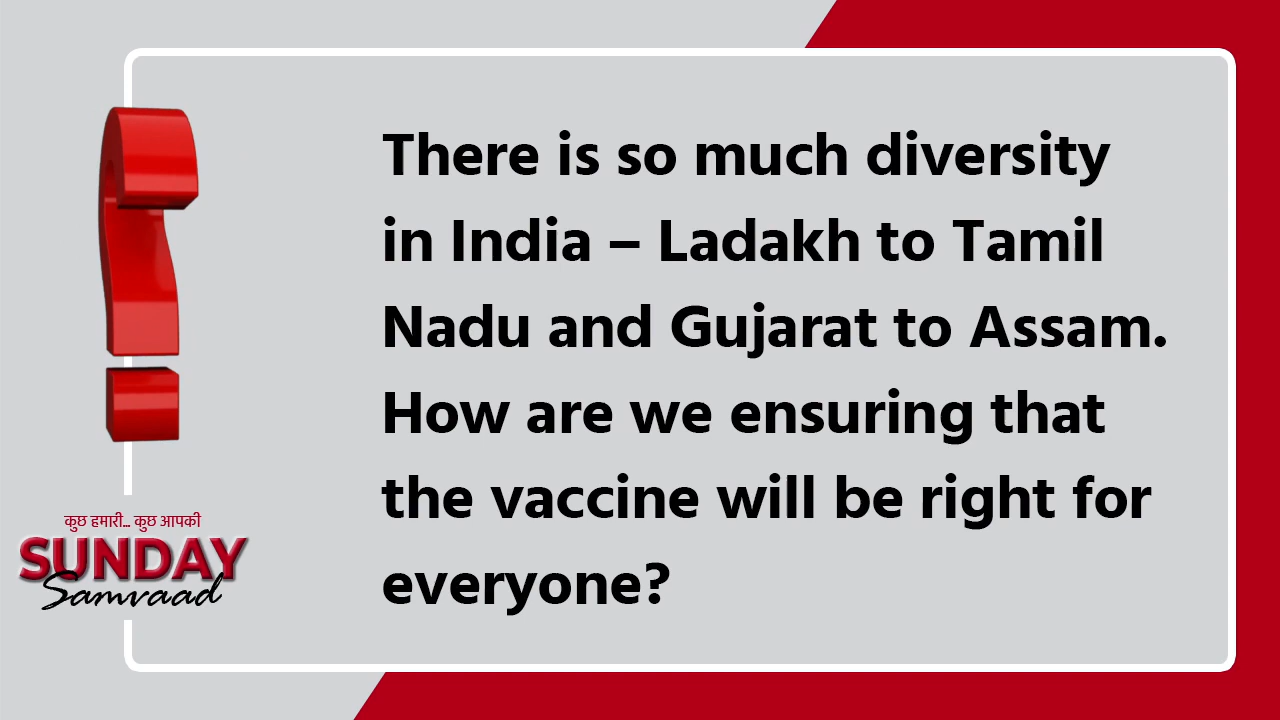 There is so much diversity
in India – Ladakh to Tamil
Nadu and Gujarat to Assam.
How are we ensuring that
the vaccine will be right for
everyone?
कुछ हमारी... कुछ आपकी
SUNDAY
Samvaad